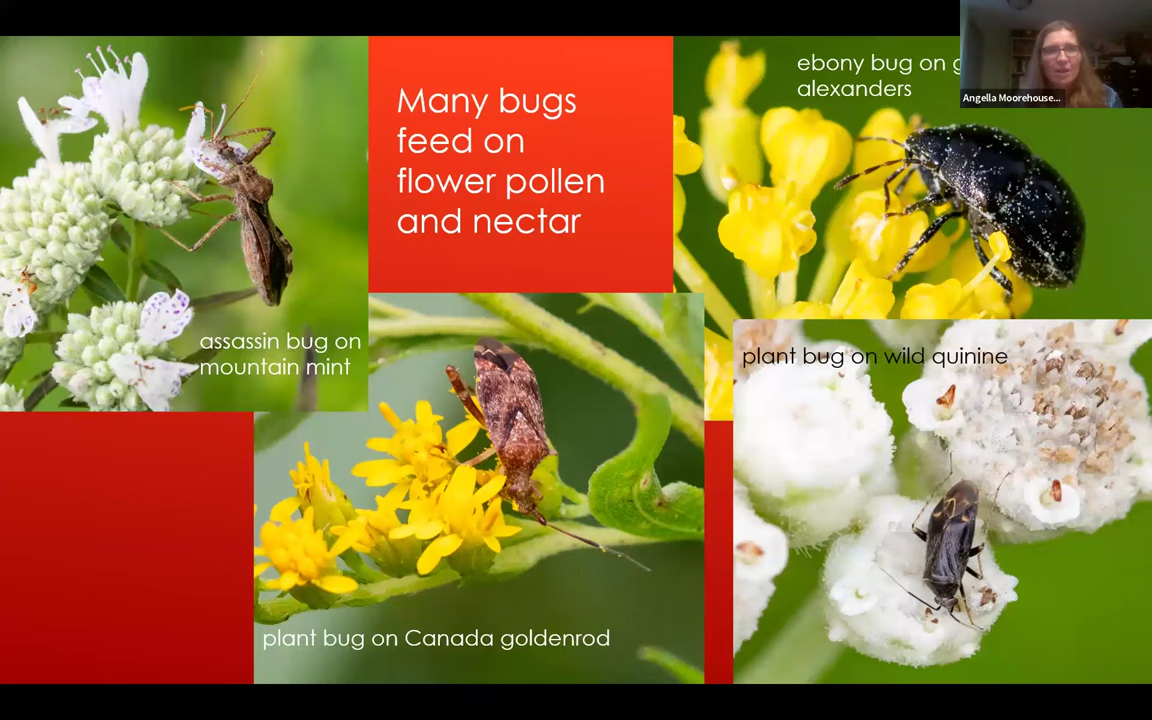 Many bugs
feed on
flower pollen
and nectar
ebony bug on g
alexanders
Angella Moorehouse...
assassin bug on
mountain mint
plant bug on wild quinine
plant bug on Canada goldenrod